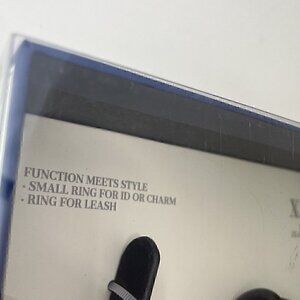 FUNCTION MEETS STYLE
· SMALL RING FOR ID OR CHARM
· RING FOR LEASH